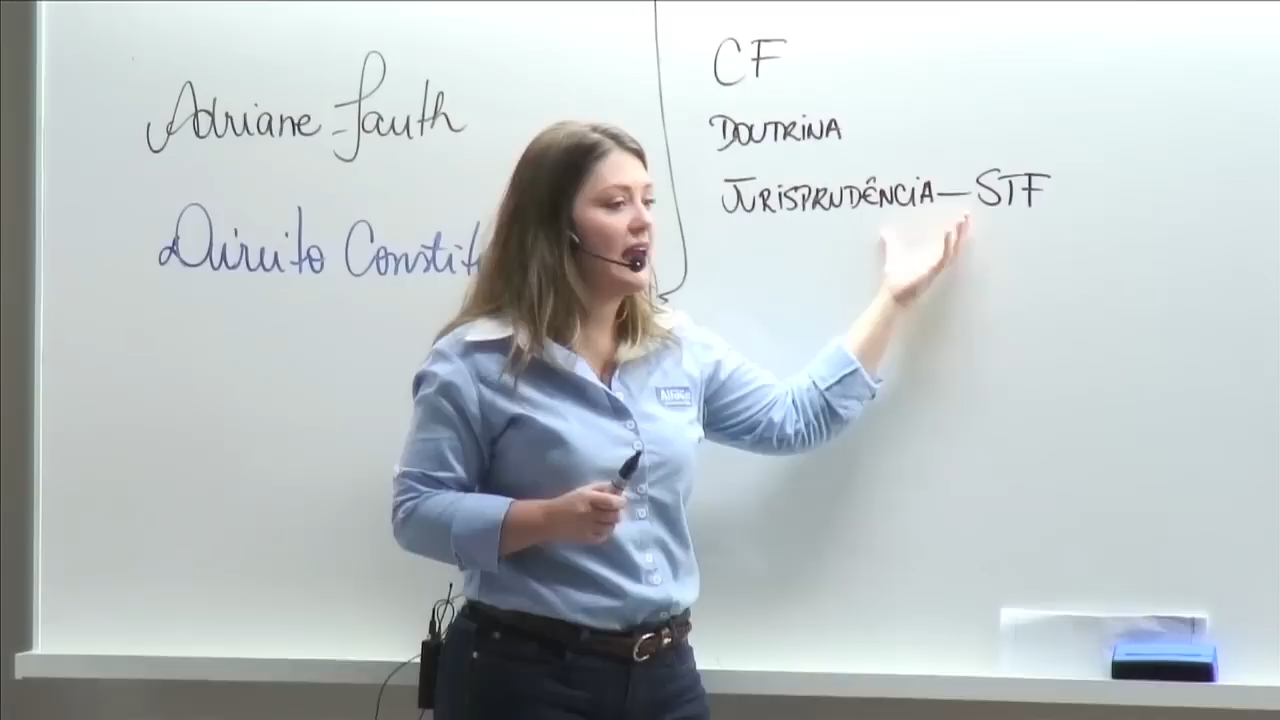 Adriane Fauth
Direito Constit
CF
DOUTRINA
JURISPRUDÊNCIA — STF